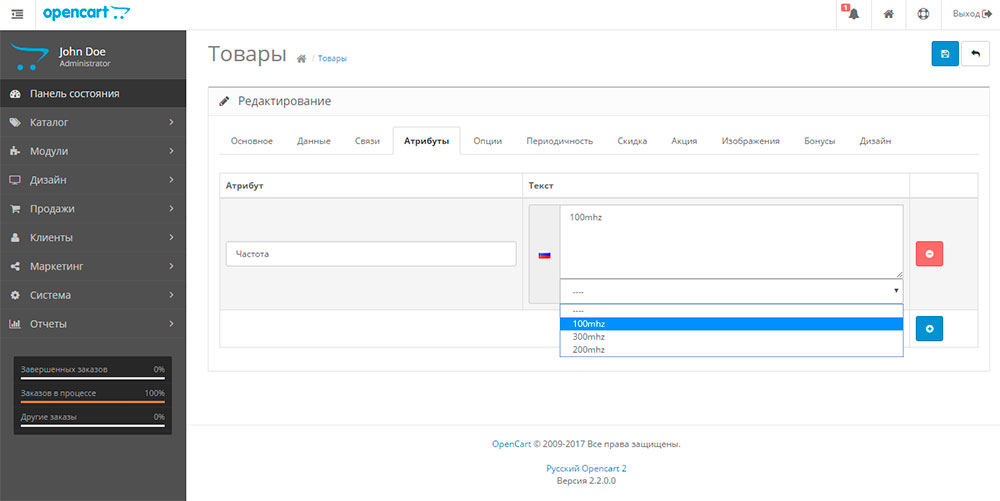 opencart
1
Выход
John Doe
Administrator
Панель состояния
Каталог
Модули
Дизайн
Продажи
Клиенты
Маркетинг
Система
Отчеты
Завершенных заказов 0%
Заказов в процессе 100%
Другие заказы 0%
Товары / Товары
Редактирование
Основное Данные Связи Атрибуты Опции Периодичность Скидка Акция Изображения Бонусы Дизайн
Атрибут Текст
100mhz
Частота
----
----
100mhz
300mhz
200mhz
OpenCart © 2009-2017 Все права защищены.
Русский Opencart 2
Версия 2.2.0.0